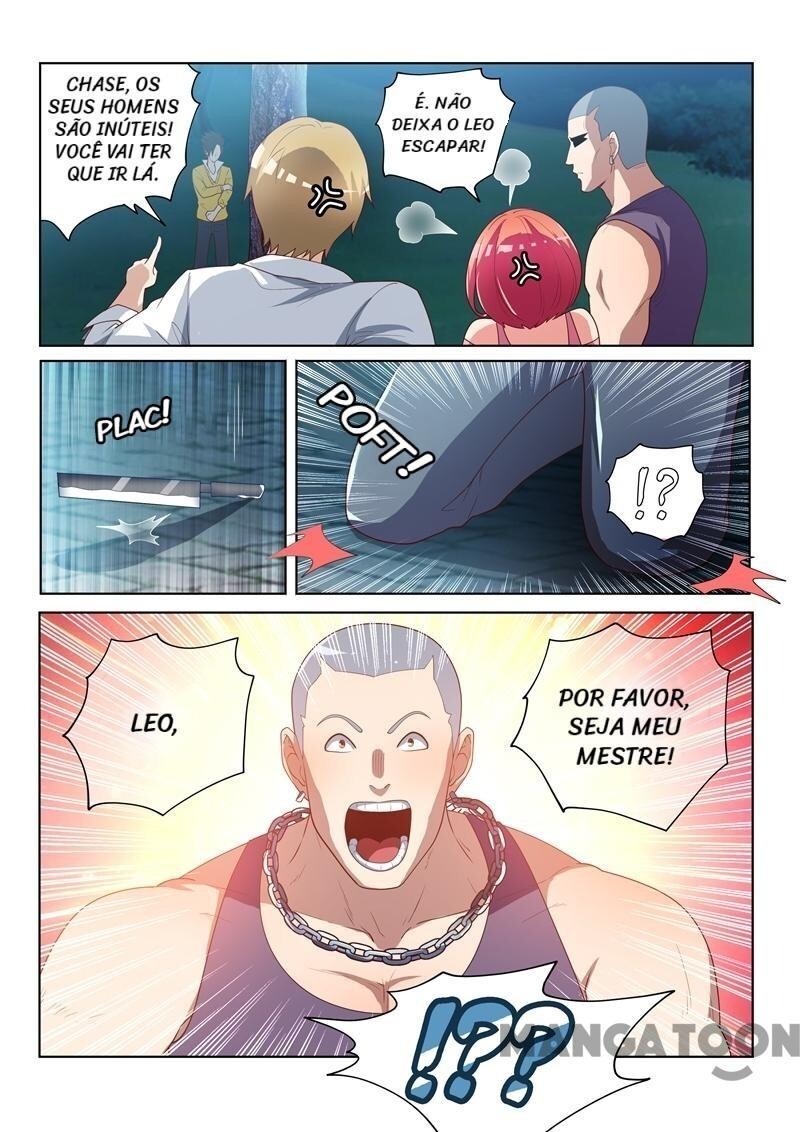 CHASE, OS
SEUS HOMENS
SÃO INÚTEIS!
VOCÊ VAI TER
QUE IR LÁ.
É. NÃO
DEIXA O LEO
ESCAPAR!
PLAC!
POFT!
!?
LEO,
POR FAVOR,
SEJA MEU
MESTRE!
!??
MANGATOON